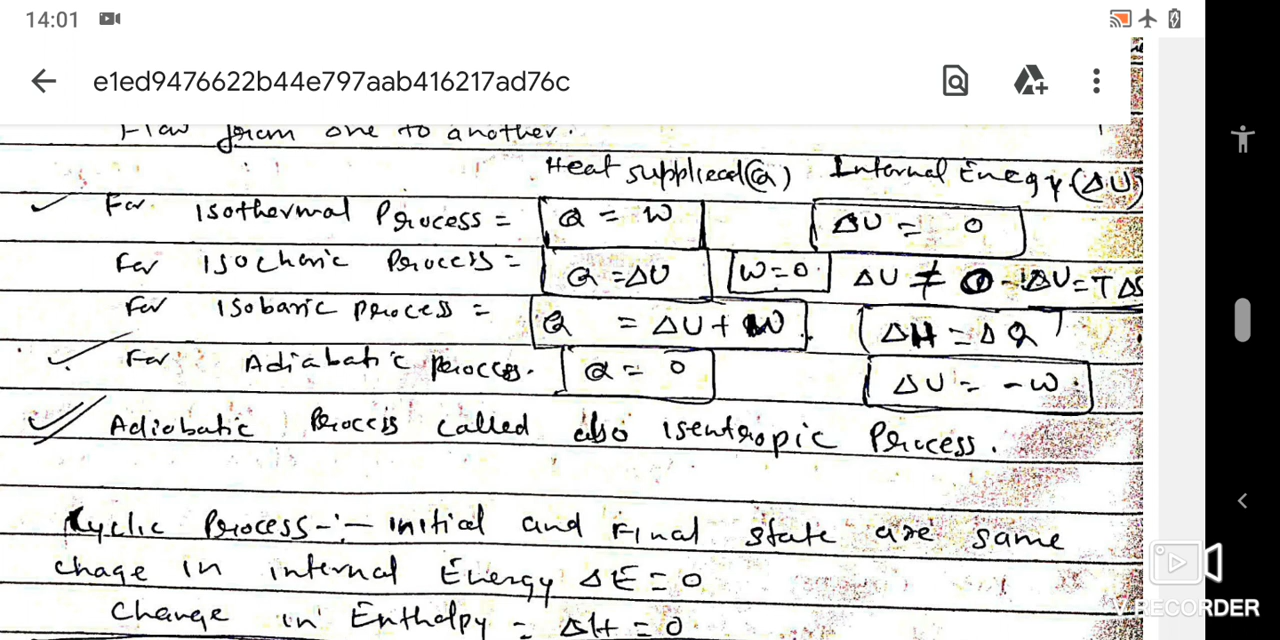 14:01
e1ed9476622b44e797aab416217ad76c
Flow from one to another.
Heat supplied(Q) Internal Energy (ΔU)
For Isothermal Process = Q = W ΔU = 0
For Isochoric Process = Q = ΔU W = 0. ΔU ≠ 0 ΔU = TΔS
For Isobaric process = Q = ΔU + W. ΔH = ΔQ
For Adiabatic process. Q = 0 ΔU = -W.
Adiabatic Process called also isentropic Process.
Cyclic Process-:- initial and Final state are same
chage in internal Energy ΔE = 0
Change in Enthalpy = ΔH = 0
V RECORDER